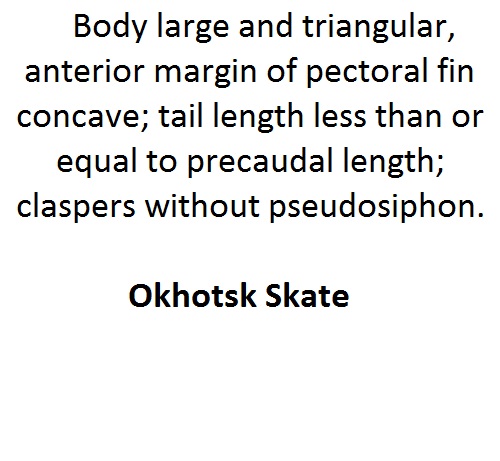 Body large and triangular,
anterior margin of pectoral fin
concave; tail length less than or
equal to precaudal length;
claspers without pseudosiphon.
Okhotsk Skate